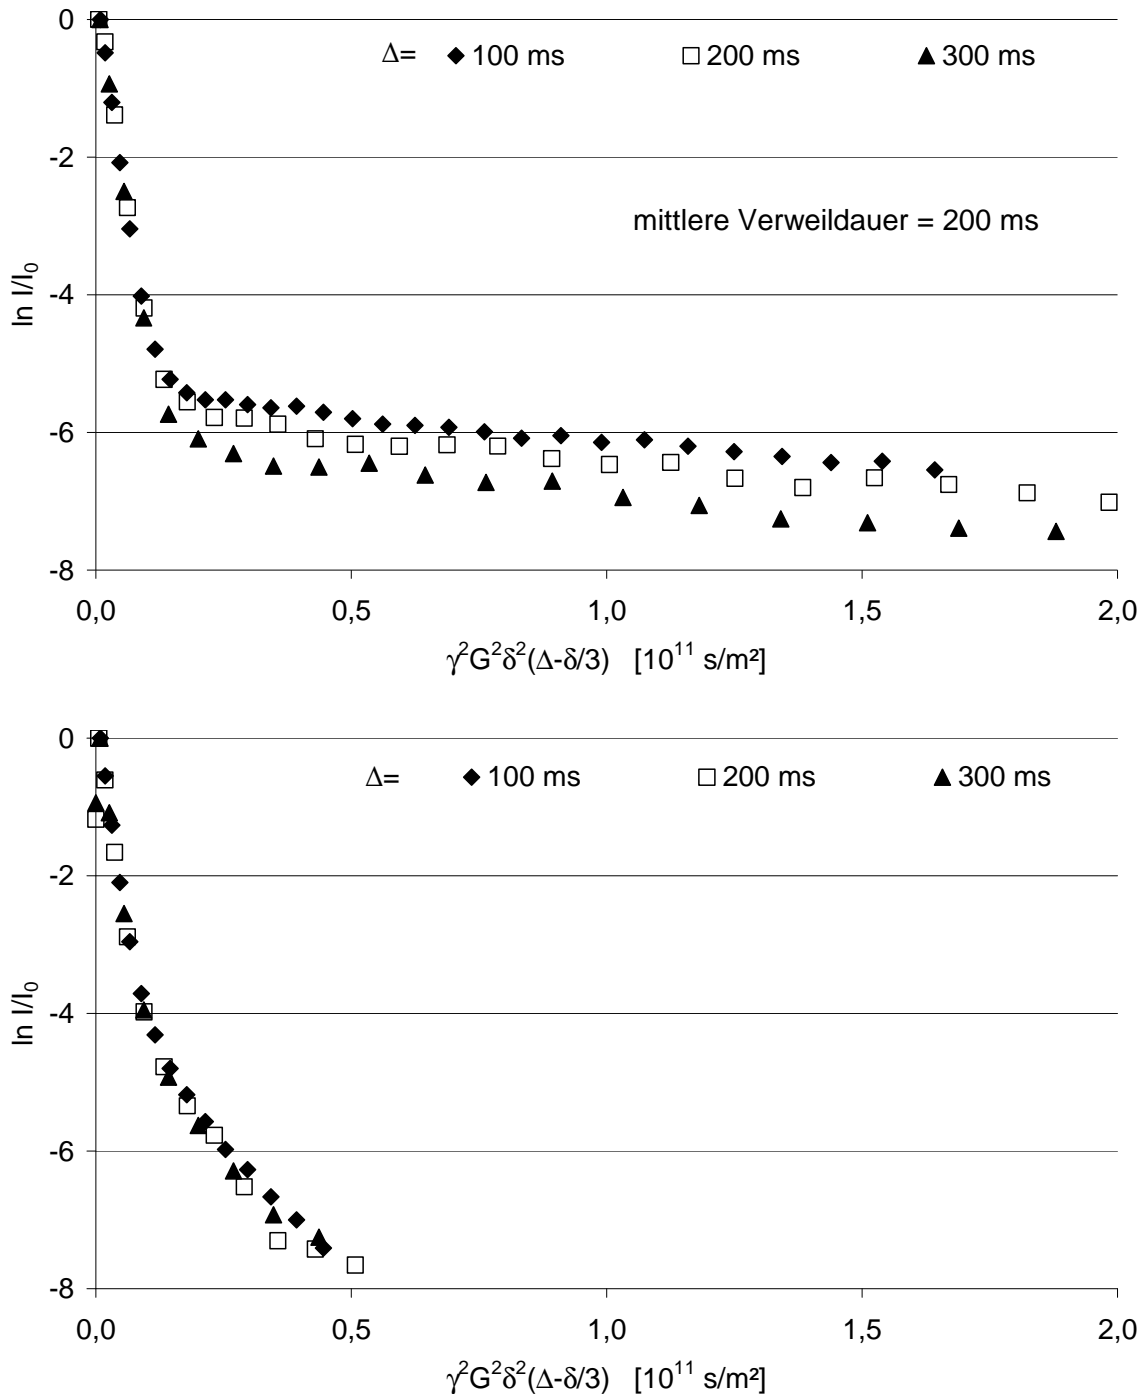 0
Δ= ◆ 100 ms □ 200 ms ▲ 300 ms
-2
mittlere Verweildauer = 200 ms
ln I/I₀
-4
-6
-8
0,0 0,5 1,0 1,5 2,0
γ²G²δ²(Δ-δ/3) [10¹¹ s/m²]
0
Δ= ◆ 100 ms □ 200 ms ▲ 300 ms
-2
ln I/I₀
-4
-6
-8
0,0 0,5 1,0 1,5 2,0
γ²G²δ²(Δ-δ/3) [10¹¹ s/m²]